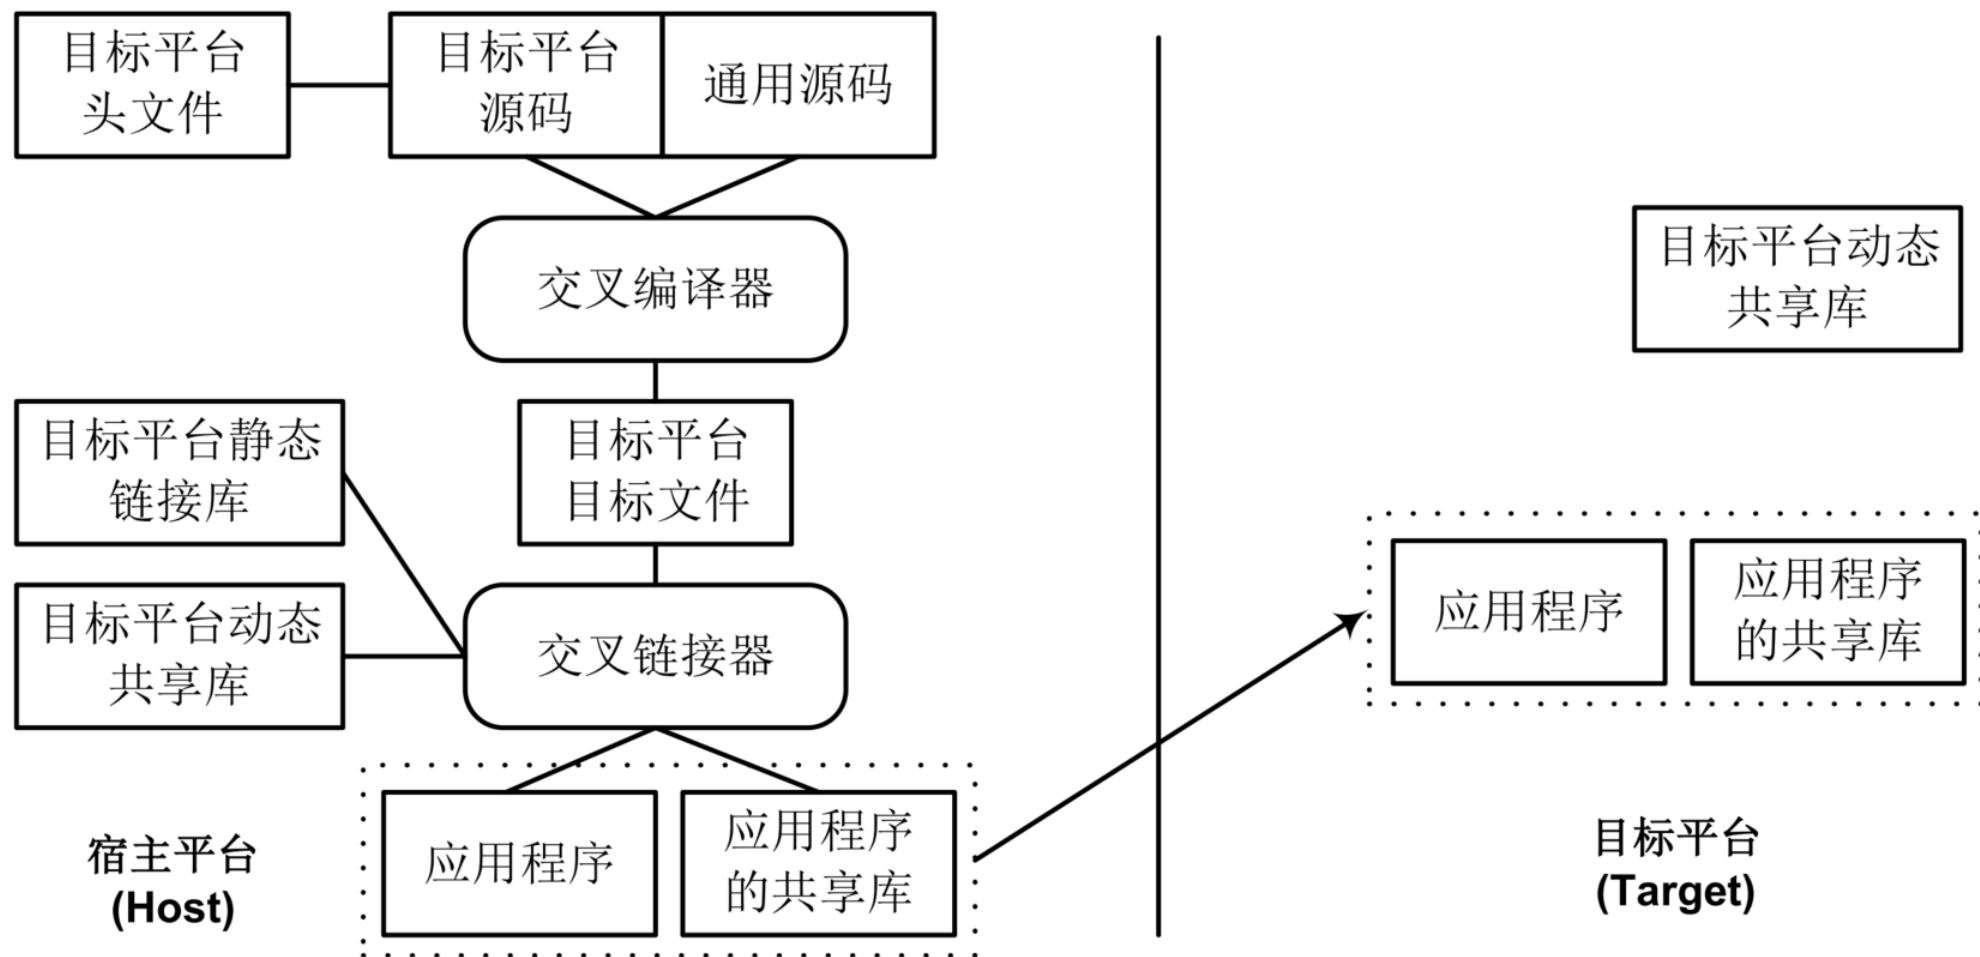 目标平台
头文件
目标平台
源码
通用源码
交叉编译器
目标平台动态
共享库
目标平台静态
链接库
目标平台
目标文件
目标平台动态
共享库
交叉链接器
应用程序
应用程序
的共享库
应用程序
应用程序
的共享库
宿主平台
(Host)
目标平台
(Target)